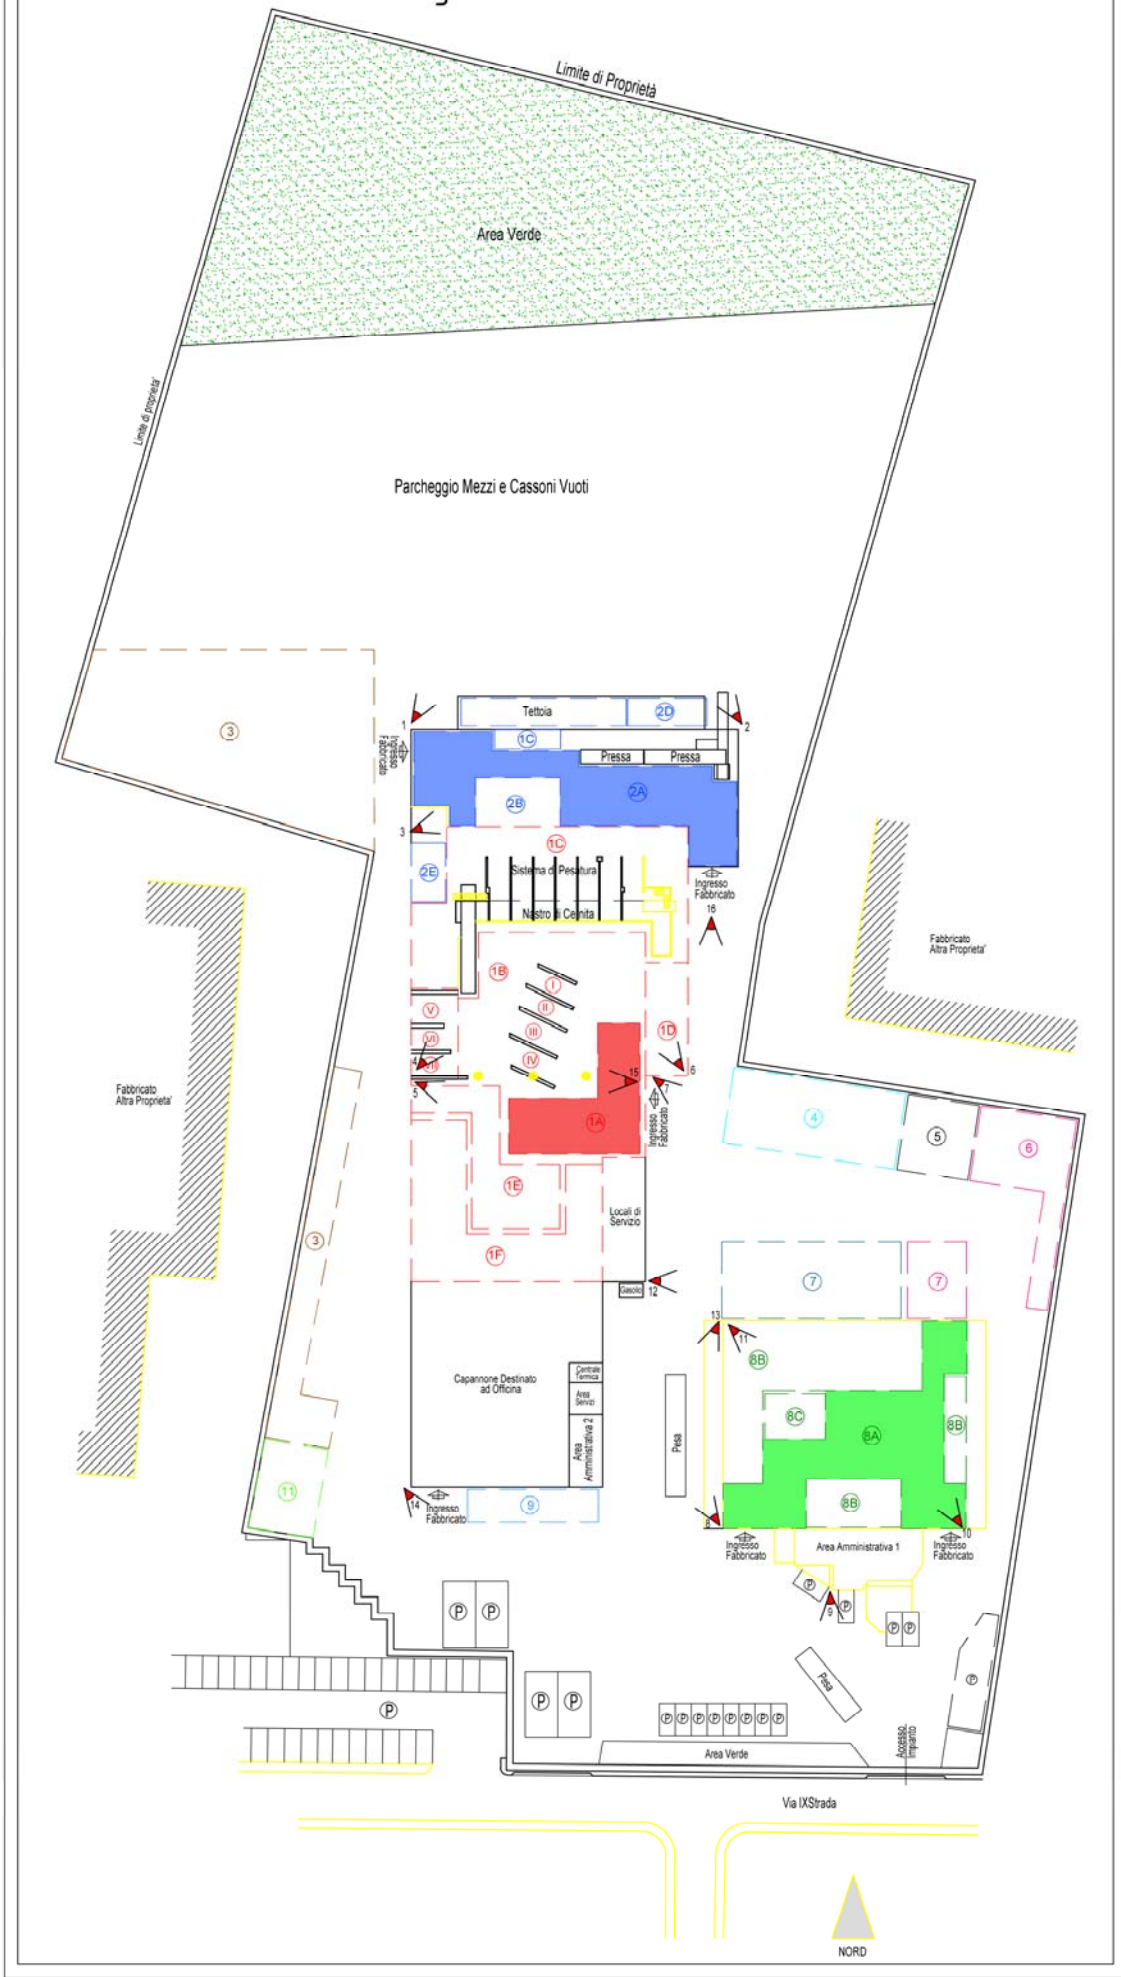 g
Limite di Proprietà
Area Verde
Limite di proprieta'
Parcheggio Mezzi e Cassoni Vuoti
3
1
Tettoia
2D
2
1C
Ingresso
Fabbricato
Pressa
Pressa
2A
2B
3
1C
2E
Sistema di Pesatura
Ingresso
Fabbricato
16
Nastro di Cernita
Fabbricato
Altra Proprieta'
1B
I
II
V
III
1D
VI
IV
4
VII
15
6
7
5
Fabbricato
Altra Proprieta'
1A
Ingresso
Fabbricato
4
5
6
1E
Locali di
Servizio
3
1F
7
7
Gasolio
12
13
11
8B
Centrale
Termica
Capannone Destinato
ad Officina
Area
Servizi
8C
8B
8A
Pesa
Area
Amministrativa 2
11
14
Ingresso
Fabbricato
9
8B
8
10
Ingresso
Fabbricato
Area Amministrativa 1
Ingresso
Fabbricato
P
P
9
P P
P P
P
Pesa
P P
P
P P P P P P P P
Accesso
Impianto
Area Verde
Via IXStrada
NORD